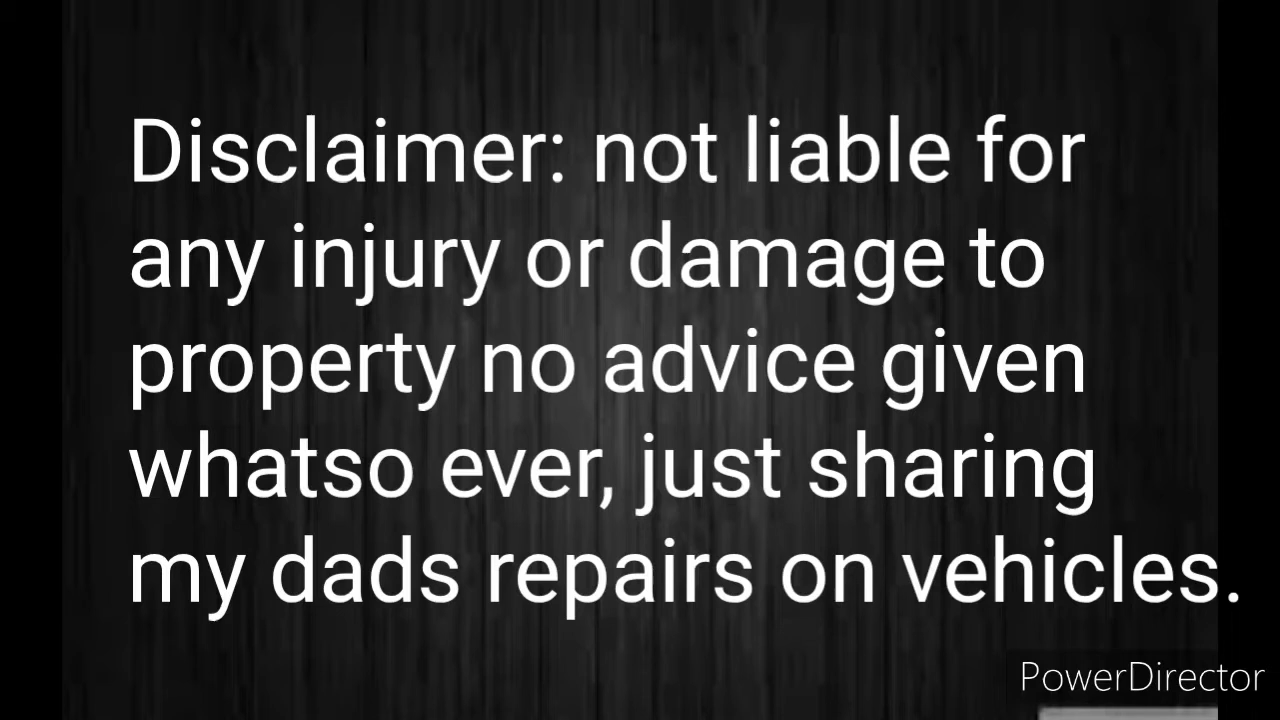 Disclaimer: not liable for
any injury or damage to
property no advice given
whatso ever, just sharing
my dads repairs on vehicles.
PowerDirector